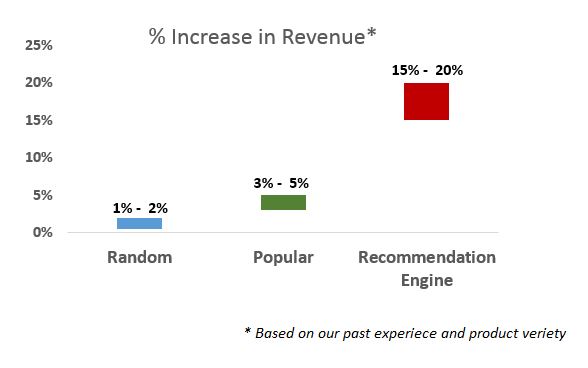 % Increase in Revenue*
25%
20%
15%
10%
5%
0%
1% - 2%
3% - 5%
15% - 20%
Random
Popular
Recommendation
Engine
* Based on our past experiece and product veriety